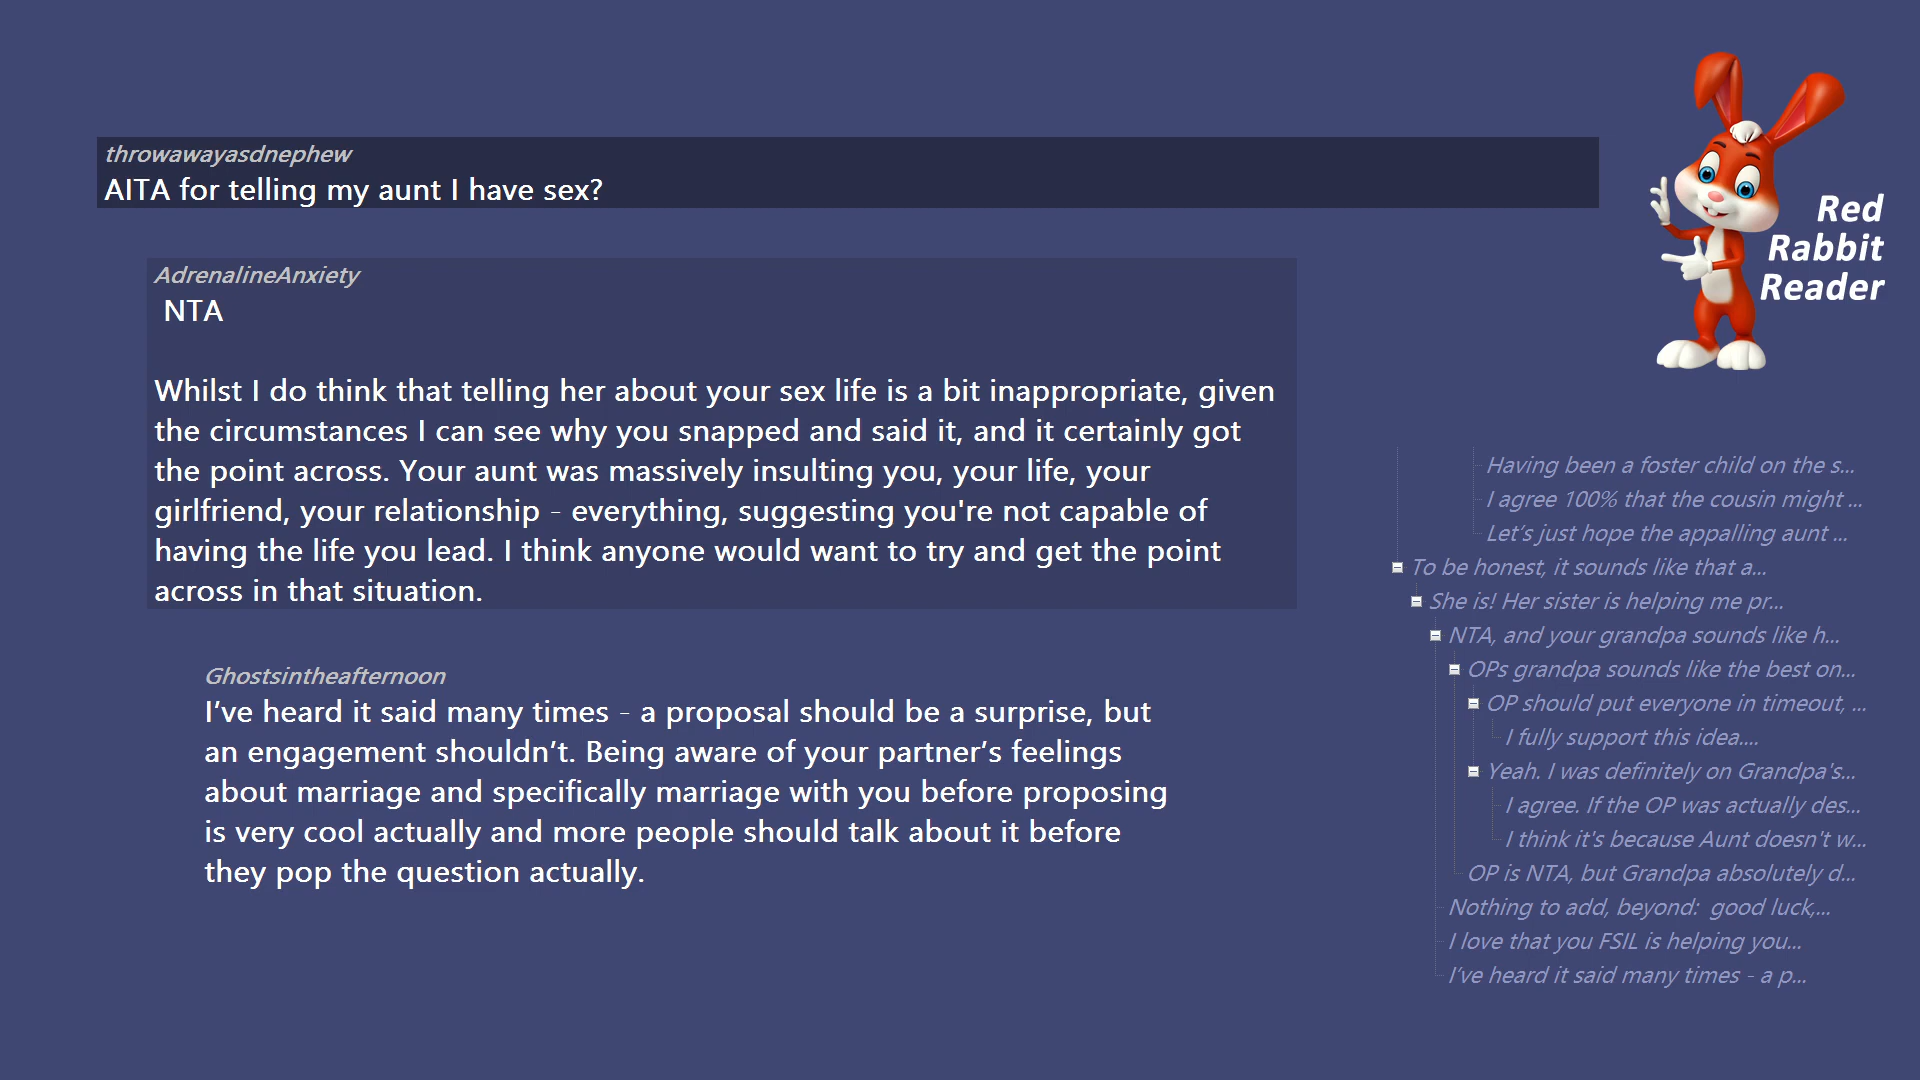 throwawayasdnephew
AITA for telling my aunt I have sex?
AdrenalineAnxiety
NTA
Whilst I do think that telling her about your sex life is a bit inappropriate, given
the circumstances I can see why you snapped and said it, and it certainly got
the point across. Your aunt was massively insulting you, your life, your
girlfriend, your relationship - everything, suggesting you're not capable of
having the life you lead. I think anyone would want to try and get the point
across in that situation.
Ghostsintheafternoon
I’ve heard it said many times - a proposal should be a surprise, but
an engagement shouldn’t. Being aware of your partner’s feelings
about marriage and specifically marriage with you before proposing
is very cool actually and more people should talk about it before
they pop the question actually.
Red
Rabbit
Reader
Having been a foster child on the s...
I agree 100% that the cousin might ...
Let’s just hope the appalling aunt ...
To be honest, it sounds like that a...
She is! Her sister is helping me pr...
NTA, and your grandpa sounds like h...
OPs grandpa sounds like the best on...
OP should put everyone in timeout, ...
I fully support this idea....
Yeah. I was definitely on Grandpa's...
I agree. If the OP was actually des...
I think it's because Aunt doesn't w...
OP is NTA, but Grandpa absolutely d...
Nothing to add, beyond:  good luck,...
I love that you FSIL is helping you...
I’ve heard it said many times - a p...